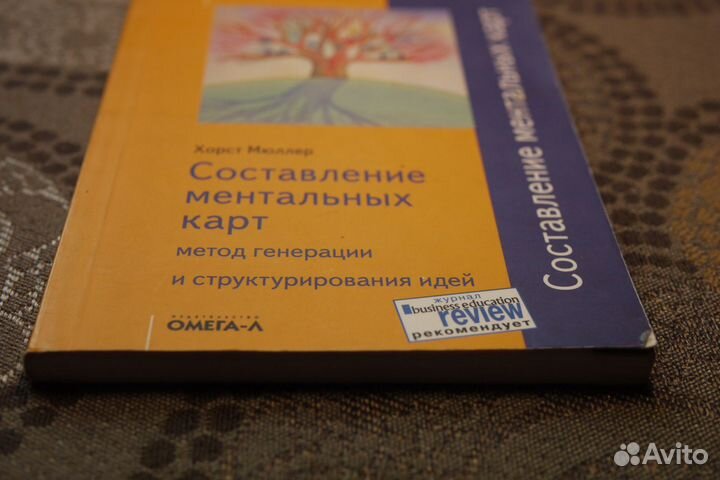 Хорст Мюллер
Составление
ментальных
карт
метод генерации
и структурирования идей
издательство
ОМЕГА-Л
журнал
business education
review
рекомендует
Составление ментальных карт
Avito